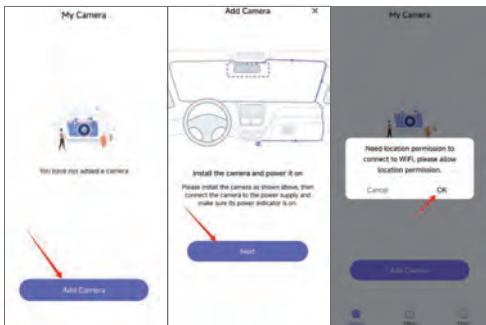 My Camera
You have not added a camera
Add Camera
Add Camera X
Install the camera and power it on
Please install the camera as shown above, then
connect the camera to the power supply and
make sure its power indicator is on.
Next
My Camera
Need location permission to
connect to WiFi, please allow
location permission.
Cancel OK
Add Camera